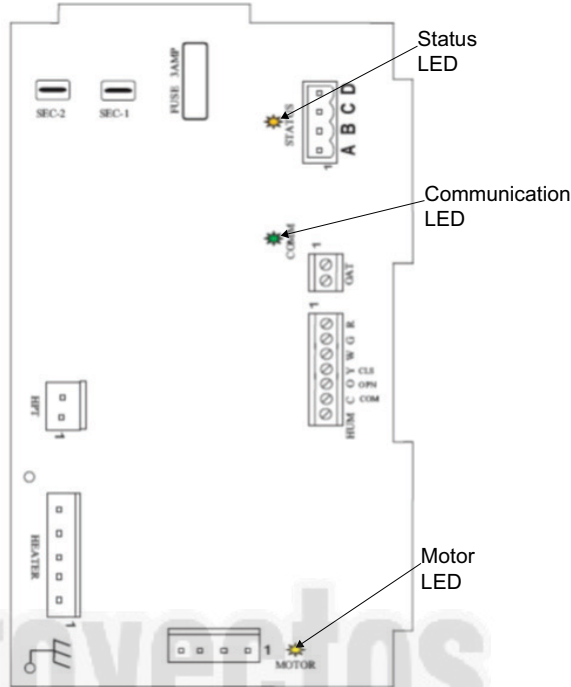 Status
LED
FUSE 3AMP
SEC-2
SEC-1
STATUS
A B C D
1
Communication
LED
COMM
1
OAT
1
HUM C O Y W G R
CLS
OPN
COM
HPT
1
HEATER
1
Motor
LED
1
MOTOR